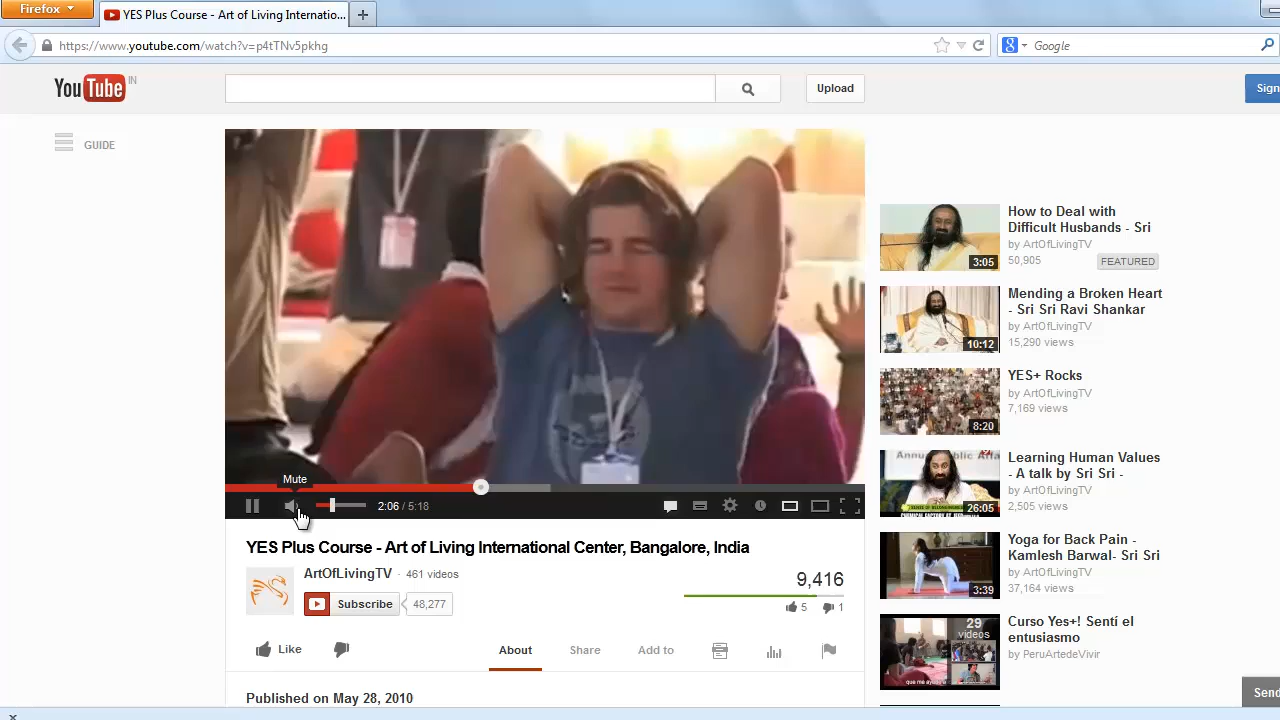 Firefox
YES Plus Course - Art of Living Internatio...
https://www.youtube.com/watch?v=p4tTNv5nkhg
Google
YouTube IN
Upload
Sign
GUIDE
Mute
2:06 / 5:18
YES Plus Course - Art of Living International Center, Bangalore, India
ArtOfLivingTV · 461 videos
Subscribe 48,277
9,416
5 1
Like
About Share Add to
Published on May 28, 2010
3:05
How to Deal with
Difficult Husbands - Sri
by ArtOfLivingTV
50,905 FEATURED
10:12
Mending a Broken Heart
- Sri Sri Ravi Shankar
by ArtOfLivingTV
15,290 views
8:20
YES+ Rocks
by ArtOfLivingTV
7,169 views
26:05
Learning Human Values
- A talk by Sri Sri -
by ArtOfLivingTV
2,505 views
3:39
Yoga for Back Pain -
Kamlesh Barwal- Sri Sri
by ArtOfLivingTV
37,164 views
29
videos
que me ayuda a
Curso Yes+! Sentí el
entusiasmo
by PeruArtedeVivir
Send